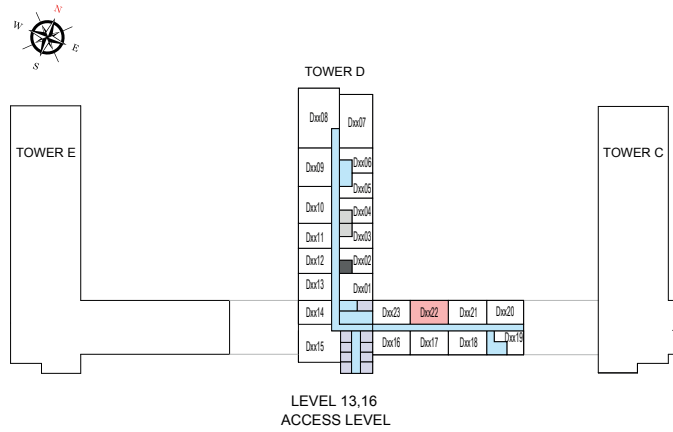 N
W
E
S
TOWER D
TOWER E
TOWER C
Dxx08
Dxx07
Dxx09
Dxx06
Dxx05
Dxx10
Dxx04
Dxx11
Dxx03
Dxx12
Dxx02
Dxx13
Dxx01
Dxx14
Dxx23
Dxx22
Dxx21
Dxx20
Dxx15
Dxx16
Dxx17
Dxx18
Dxx19
LEVEL 13,16
ACCESS LEVEL